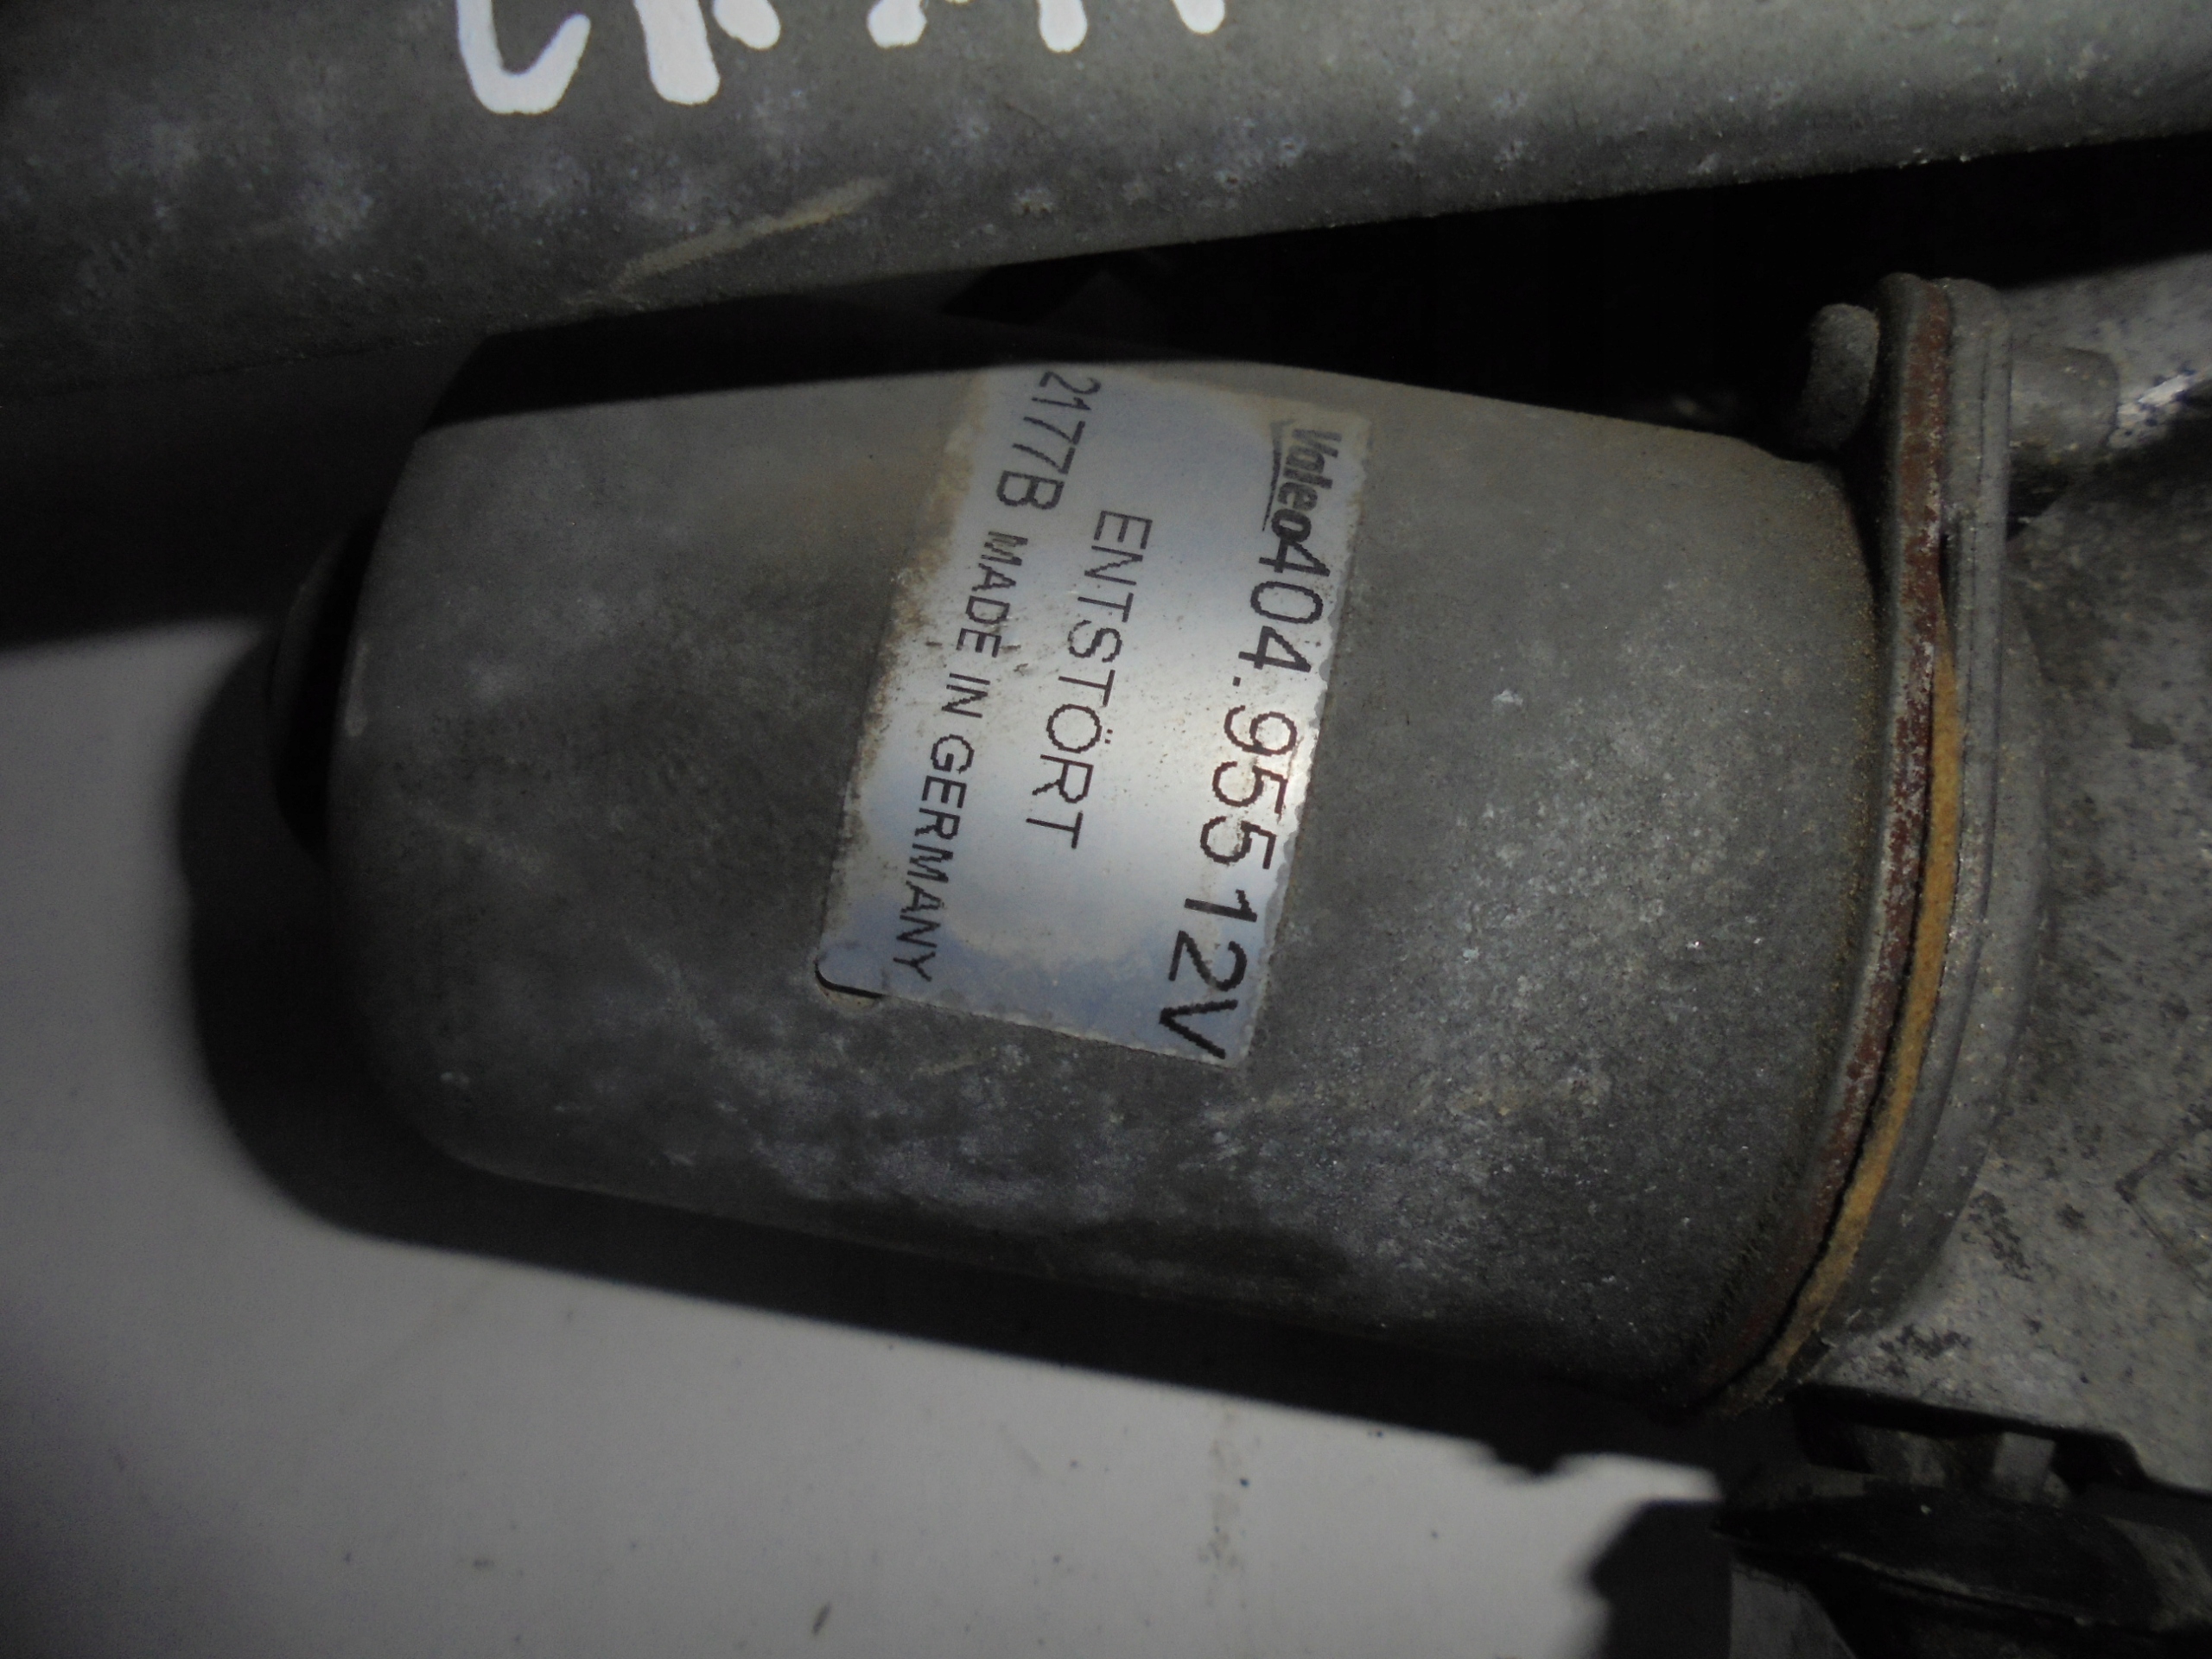 Valeo 404.955 12V
ENTSTÖRT
2177B MADE IN GERMANY